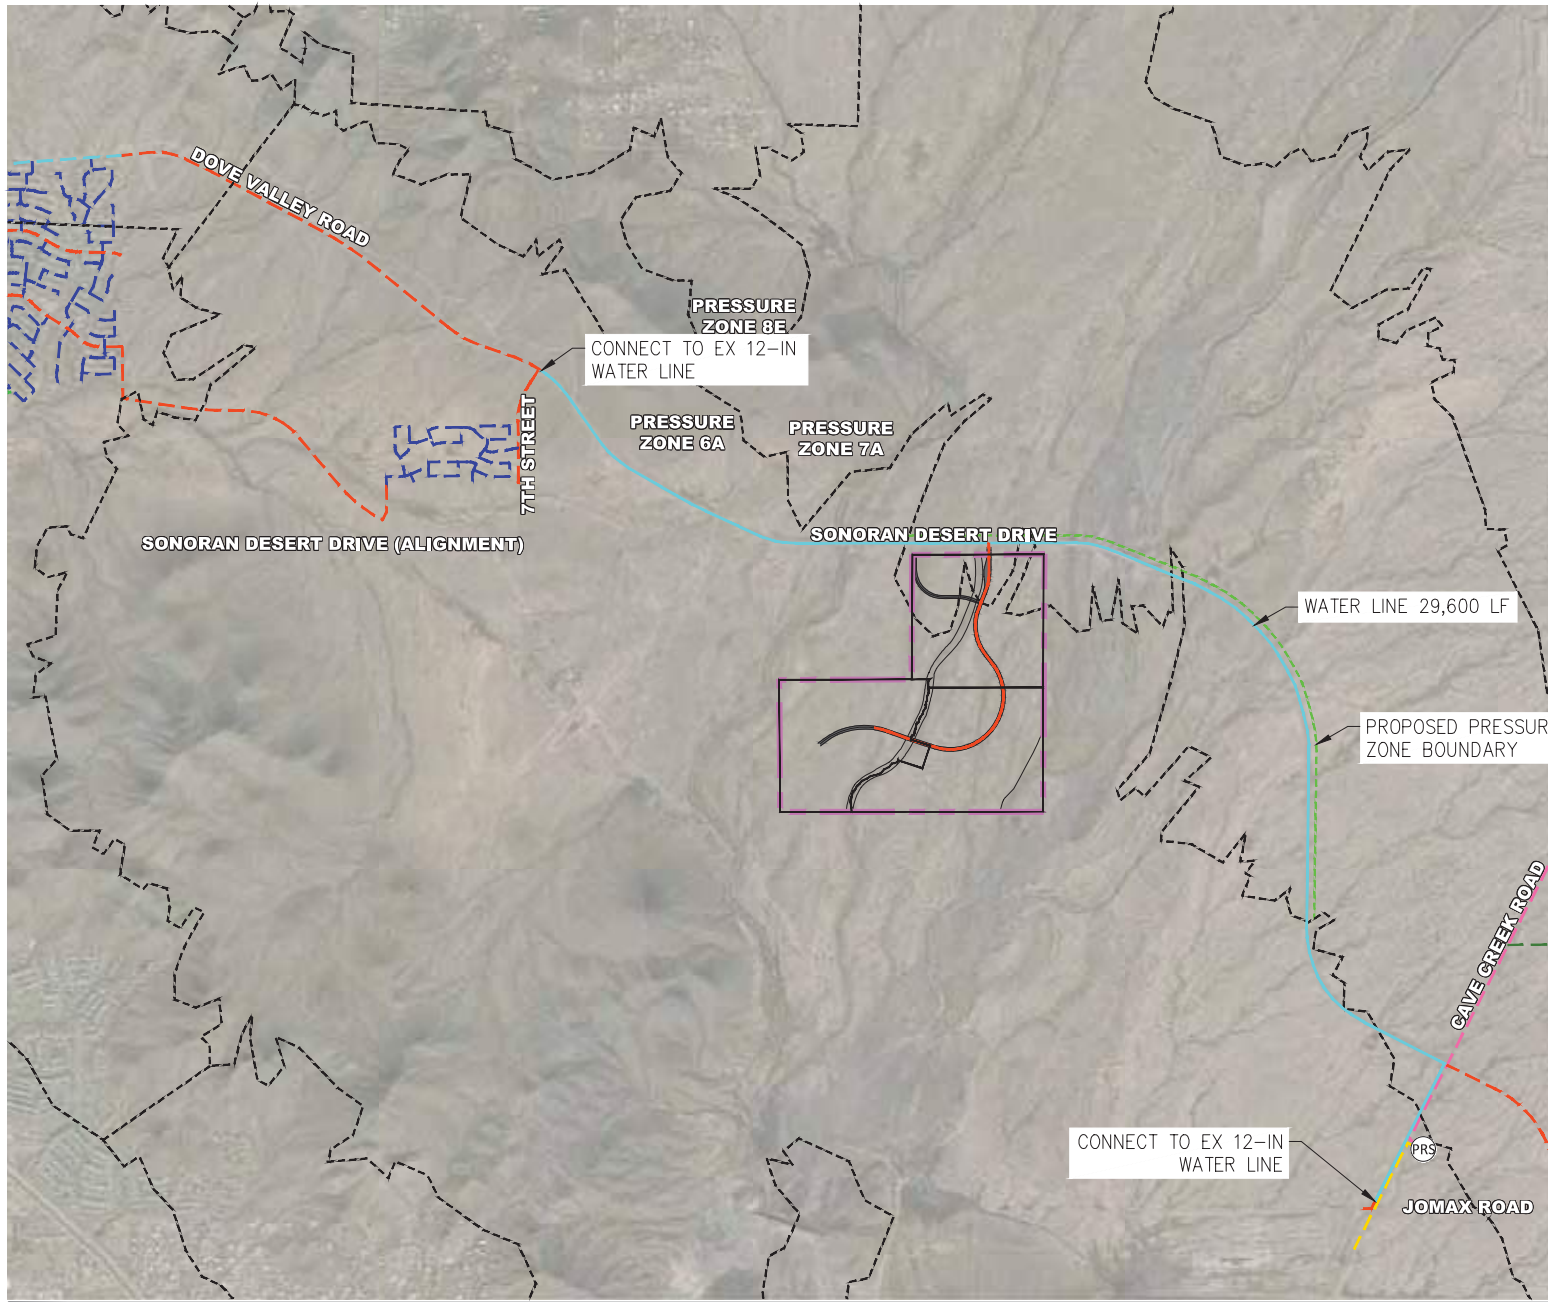 DOVE VALLEY ROAD
PRESSURE
ZONE 8E
CONNECT TO EX 12-IN
WATER LINE
7TH STREET
PRESSURE
ZONE 6A
PRESSURE
ZONE 7A
SONORAN DESERT DRIVE (ALIGNMENT)
SONORAN DESERT DRIVE
WATER LINE 29,600 LF
PROPOSED PRESSUR
ZONE BOUNDARY
CAVE CREEK ROAD
CONNECT TO EX 12-IN
WATER LINE
PRS
JOMAX ROAD